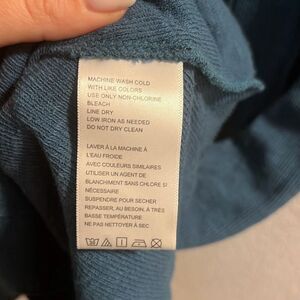 MACHINE WASH COLD
WITH LIKE COLORS
USE ONLY NON-CHLORINE
BLEACH
LINE DRY
LOW IRON AS NEEDED
DO NOT DRY CLEAN
LAVER À LA MACHINE À
L'EAU FROIDE
AVEC COULEURS SIMILAIRES
UTILISER UN AGENT DE
BLANCHIMENT SANS CHLORE SI
NÉCESSAIRE
SUSPENDRE POUR SECHER
REPASSER, AU BESOIN, À TRÈS
BASSE TEMPÉRATURE
NE PAS NETTOYER À SEC